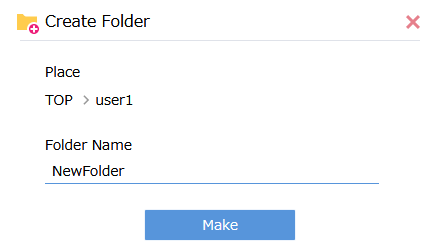 Create Folder
Place
TOP > user1
Folder Name
NewFolder
Make